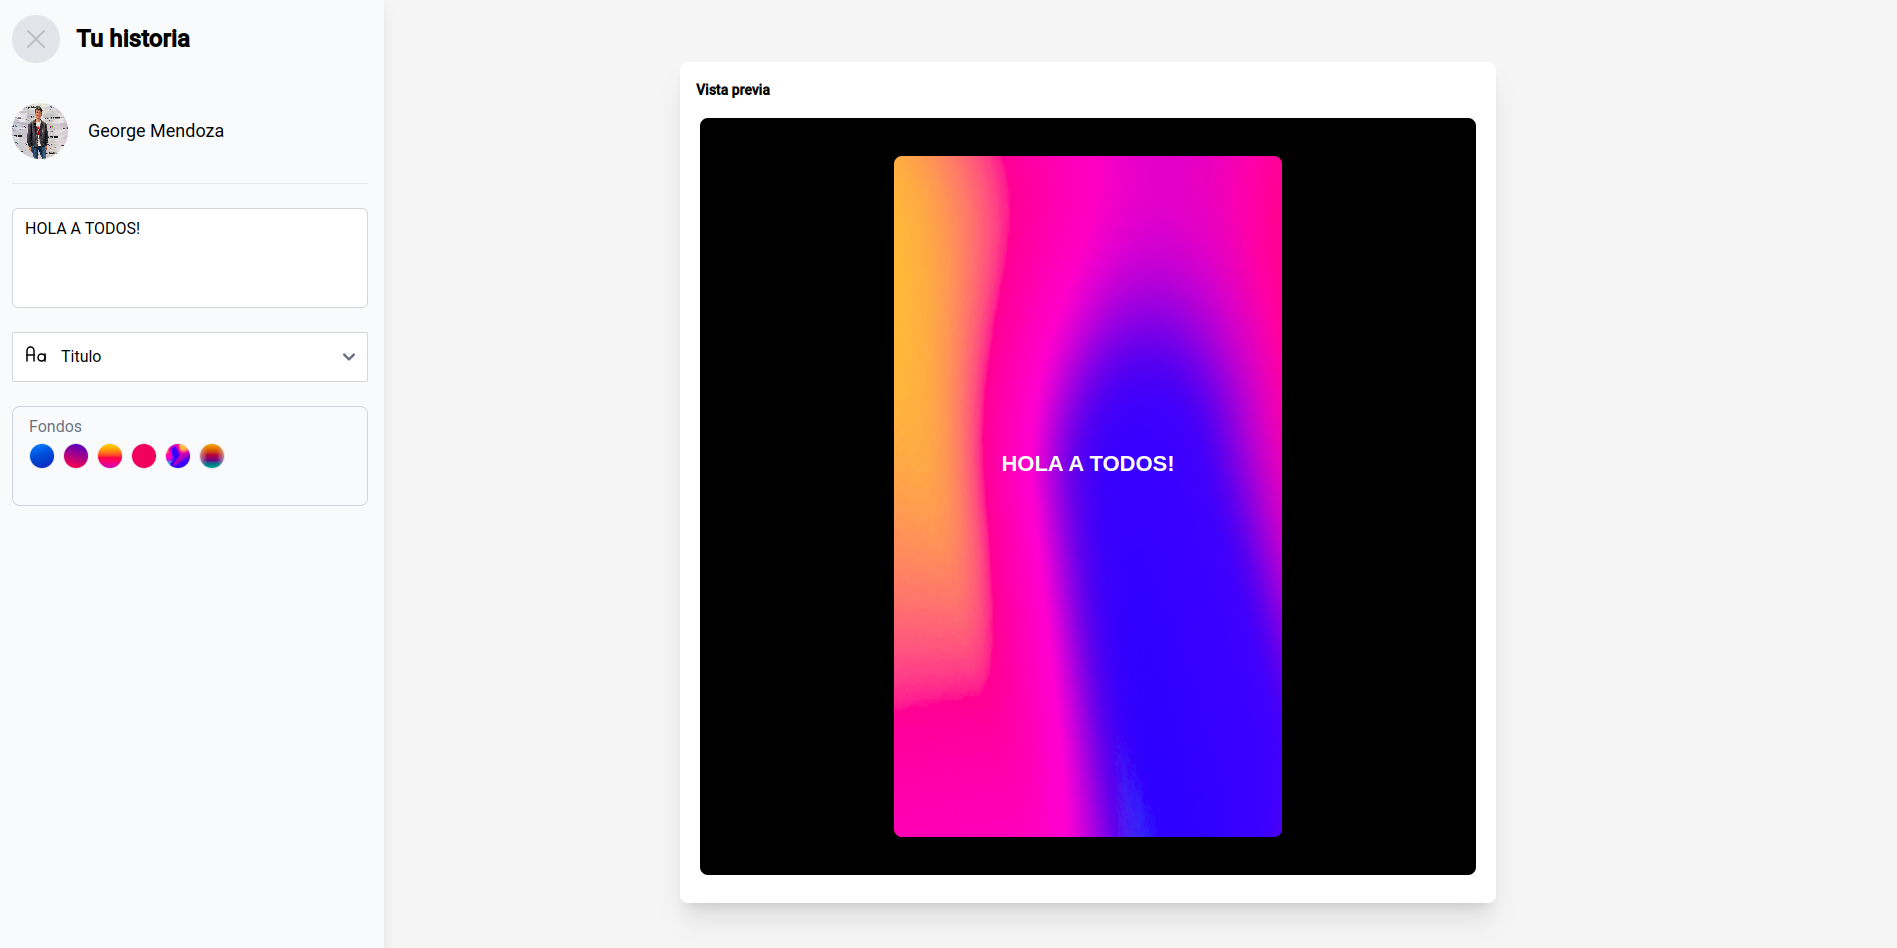 Tu historia
George Mendoza
HOLA A TODOS!
Aa Titulo
Fondos
Vista previa
HOLA A TODOS!